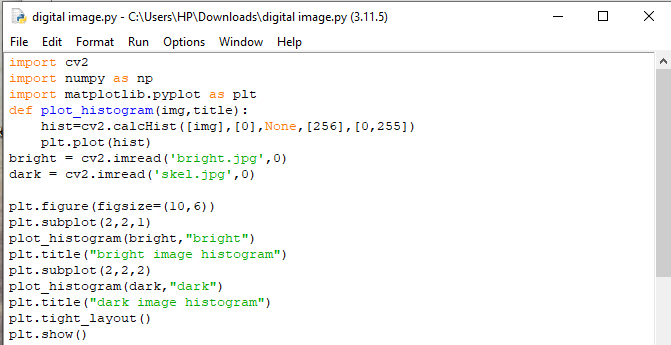 digital image.py - C:\Users\HP\Downloads\digital image.py (3.11.5)
File Edit Format Run Options Window Help
import cv2
import numpy as np
import matplotlib.pyplot as plt
def plot_histogram(img,title):
    hist=cv2.calcHist([img],[0],None,[256],[0,255])
    plt.plot(hist)
bright = cv2.imread('bright.jpg',0)
dark = cv2.imread('skel.jpg',0)

plt.figure(figsize=(10,6))
plt.subplot(2,2,1)
plot_histogram(bright,"bright")
plt.title("bright image histogram")
plt.subplot(2,2,2)
plot_histogram(dark,"dark")
plt.title("dark image histogram")
plt.tight_layout()
plt.show()